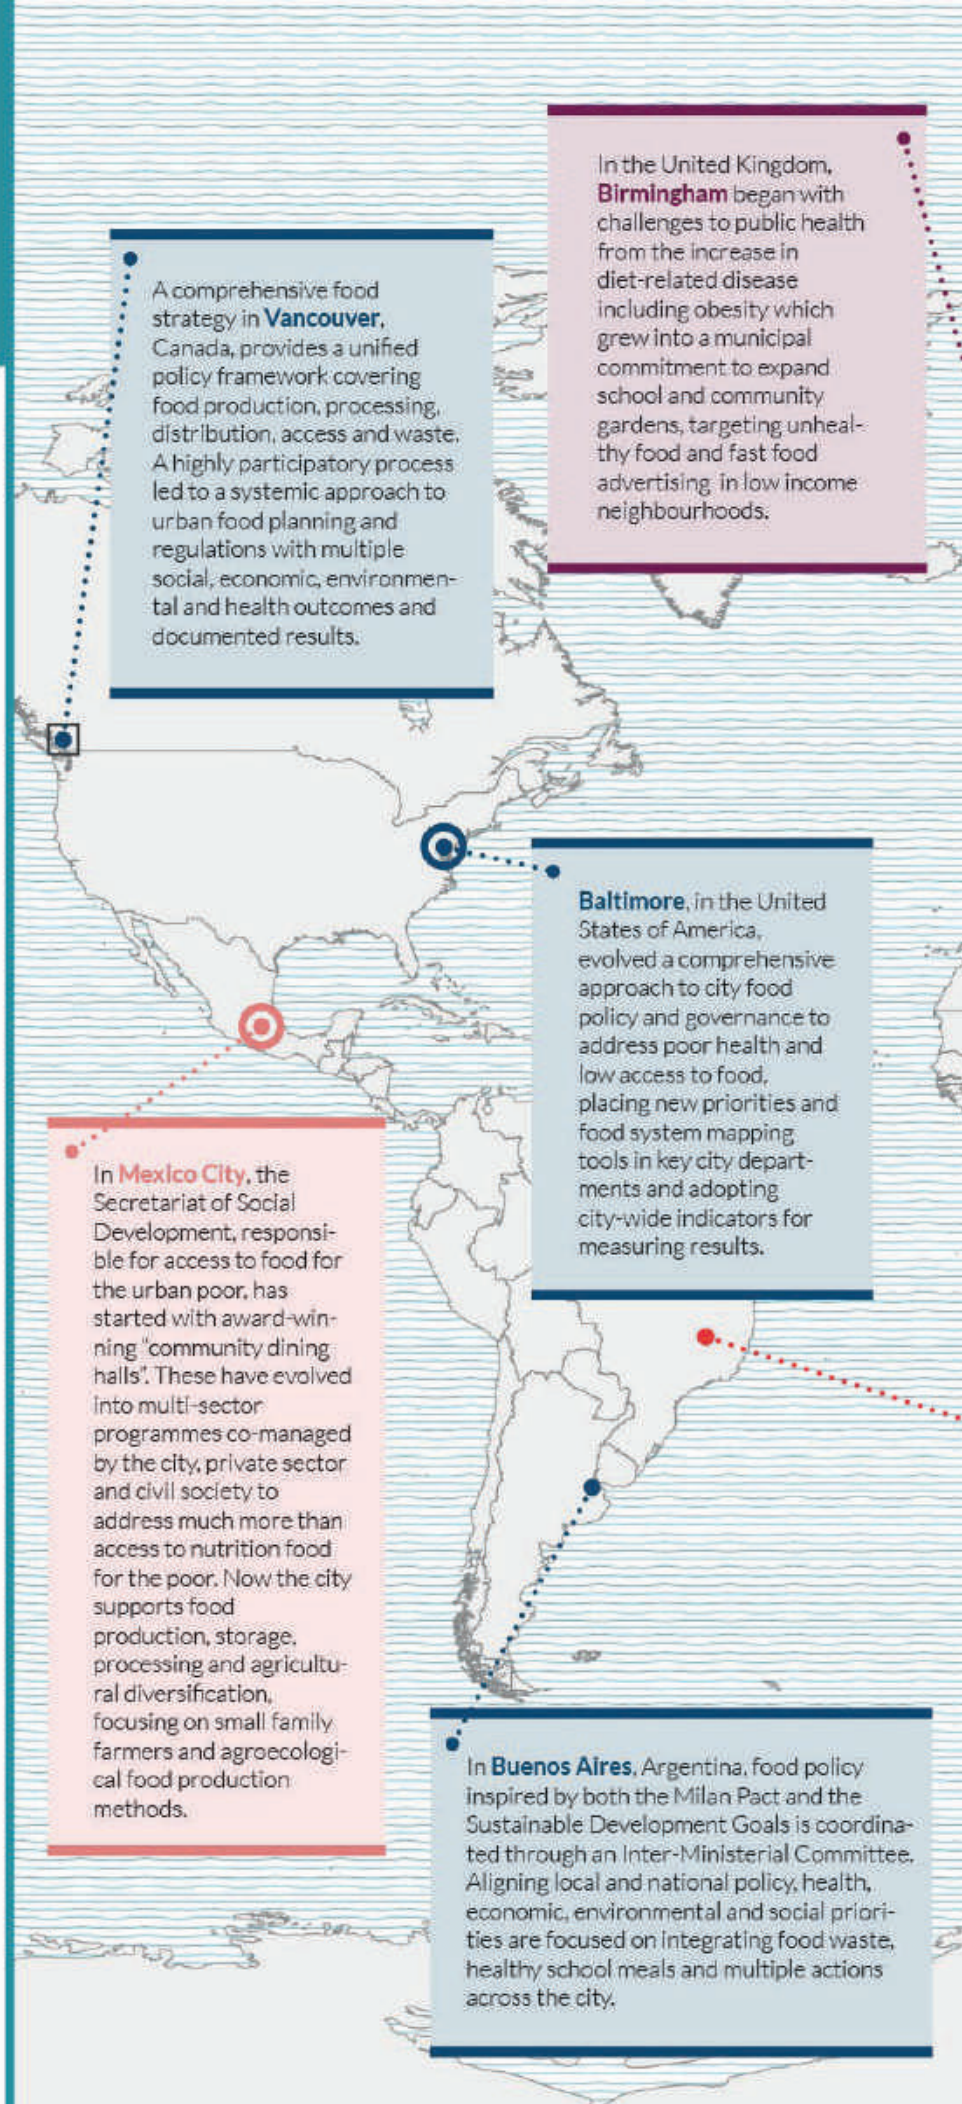 In the United Kingdom,
Birmingham began with
challenges to public health
from the increase in
diet-related disease
including obesity which
grew into a municipal
commitment to expand
school and community
gardens, targeting unheal-
thy food and fast food
advertising in low income
neighbourhoods.
A comprehensive food
strategy in Vancouver,
Canada, provides a unified
policy framework covering
food production, processing,
distribution, access and waste.
A highly participatory process
led to a systemic approach to
urban food planning and
regulations with multiple
social, economic, environmen-
tal and health outcomes and
documented results.
Baltimore, in the United
States of America,
evolved a comprehensive
approach to city food
policy and governance to
address poor health and
low access to food,
placing new priorities and
food system mapping
tools in key city depart-
ments and adopting
city-wide indicators for
measuring results.
In Mexico City, the
Secretariat of Social
Development, responsi-
ble for access to food for
the urban poor, has
started with award-win-
ning "community dining
halls". These have evolved
into multi-sector
programmes co-managed
by the city, private sector
and civil society to
address much more than
access to nutrition food
for the poor. Now the city
supports food
production, storage,
processing and agricultu-
ral diversification,
focusing on small family
farmers and agroecologi-
cal food production
methods.
In Buenos Aires, Argentina, food policy
inspired by both the Milan Pact and the
Sustainable Development Goals is coordina-
ted through an Inter-Ministerial Committee.
Aligning local and national policy, health,
economic, environmental and social priori-
ties are focused on integrating food waste,
healthy school meals and multiple actions
across the city.